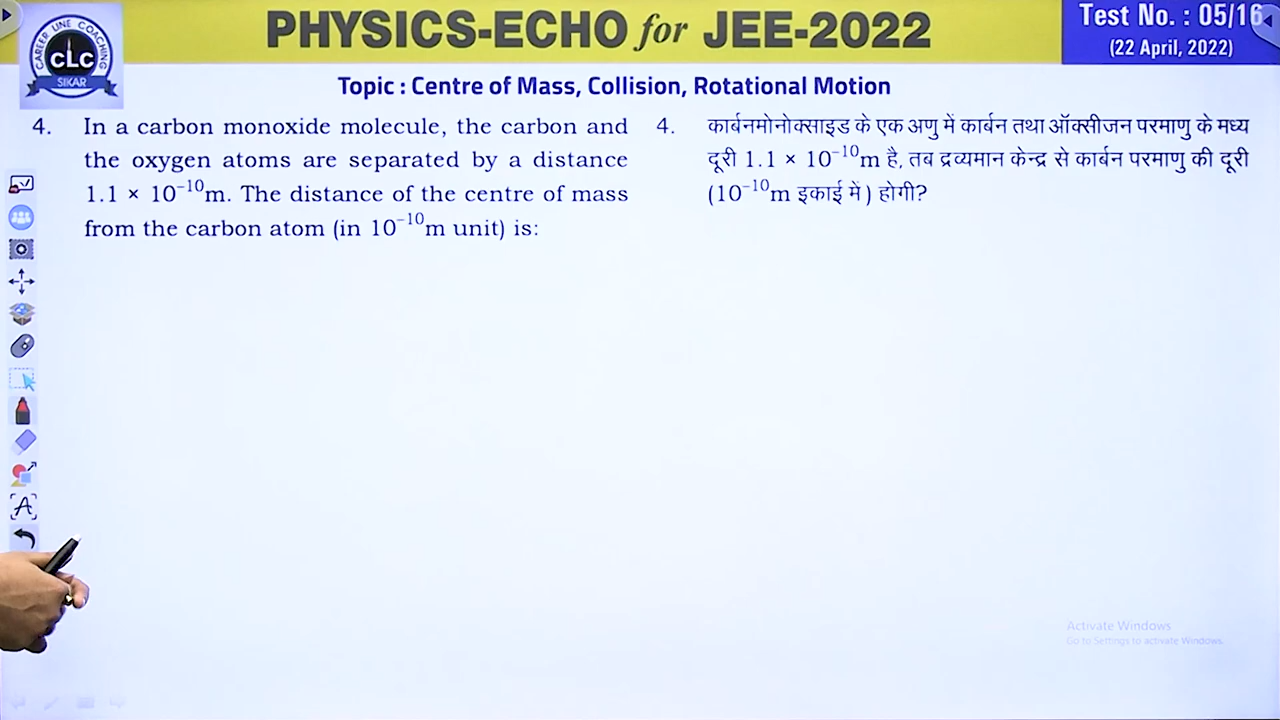 PHYSICS-ECHO for JEE-2022
Test No. : 05/16
(22 April, 2022)
CAREER LINE COACHING
CLC
SIKAR
Topic : Centre of Mass, Collision, Rotational Motion
4. In a carbon monoxide molecule, the carbon and
the oxygen atoms are separated by a distance
1.1 × 10⁻¹⁰m. The distance of the centre of mass
from the carbon atom (in 10⁻¹⁰m unit) is:
4. कार्बनमोनोक्साइड के एक अणु में कार्बन तथा ऑक्सीजन परमाणु के मध्य
दूरी 1.1 × 10⁻¹⁰m है, तब द्रव्यमान केन्द्र से कार्बन परमाणु की दूरी
(10⁻¹⁰m इकाई में) होगी?
A
Activate Windows
Go to Settings to activate Windows.